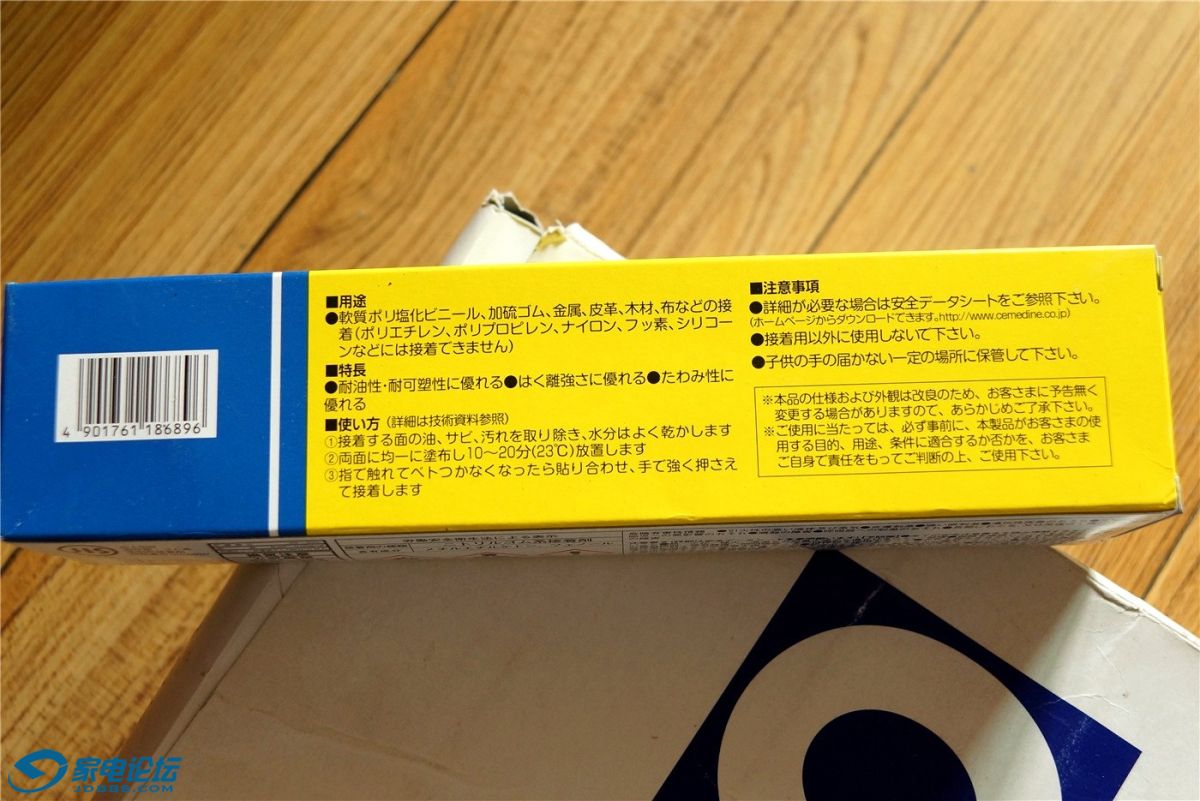 ■用途
●軟質ポリ塩化ビニール、加硫ゴム、金属、皮革、木材、布などの接
着(ポリエチレン、ポリプロピレン、ナイロン、フッ素、シリコー
ンなどには接着できません)
■特長
●耐油性・耐可塑性に優れる●はく離強さに優れる●たわみ性に
優れる
■使い方(詳細は技術資料参照)
①接着する面の油、サビ、汚れを取り除き、水分はよく乾かします
②両面に均一に塗布し10～20分(23℃)放置します
③指で触れてベトつかなくなったら貼り合わせ、手で強く押さえ
て接着します
■注意事項
●詳細が必要な場合は安全データシートをご参照下さい。
(ホームページからダウンロードできます。http://www.cemedine.co.jp)
●接着用以外に使用しないで下さい。
●子供の手の届かない一定の場所に保管して下さい。
※本品の仕様および外観は改良のため、お客さまに予告無く
変更する場合がありますので、あらかじめご了承下さい。
※ご使用に当たっては、必ず事前に、本製品がお客さまの使
用する目的、用途、条件に適合するか否かを、お客さま
ご自身で責任をもってご判断の上、ご使用下さい。
4 901761 186896
家电论坛
JDBBS.COM